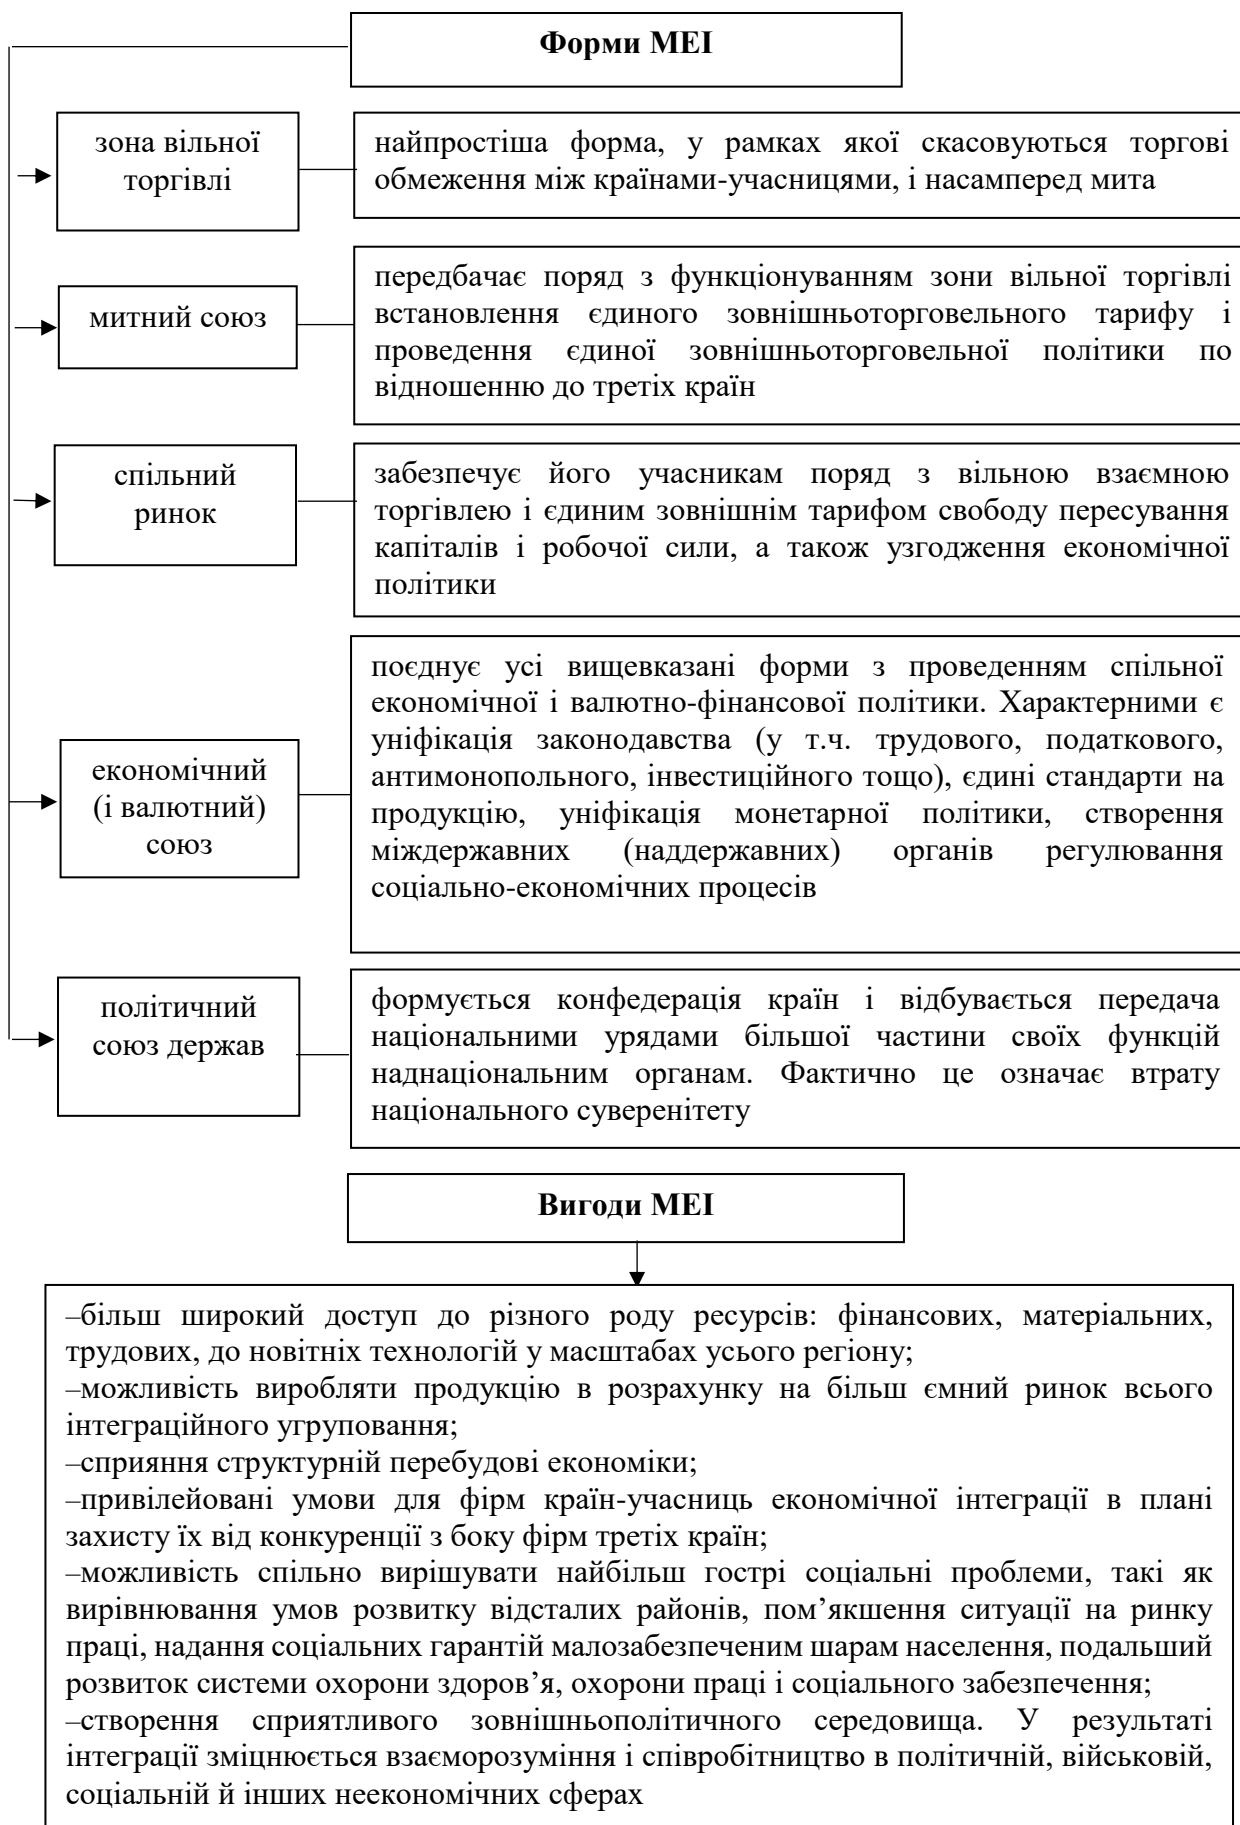 Форми МЕІ
зона вільної
торгівлі
найпростіша форма, у рамках якої скасовуються торгові
обмеження між країнами-учасницями, і насамперед мита
митний союз
передбачає поряд з функціонуванням зони вільної торгівлі
встановлення єдиного зовнішньоторговельного тарифу і
проведення єдиної зовнішньоторговельної політики по
відношенню до третіх країн
спільний
ринок
забезпечує його учасникам поряд з вільною взаємною
торгівлею і єдиним зовнішнім тарифом свободу пересування
капіталів і робочої сили, а також узгодження економічної
політики
економічний
(і валютний)
союз
поєднує усі вищевказані форми з проведенням спільної
економічної і валютно-фінансової політики. Характерними є
уніфікація законодавства (у т.ч. трудового, податкового,
антимонопольного, інвестиційного тощо), єдині стандарти на
продукцію, уніфікація монетарної політики, створення
міждержавних (наддержавних) органів регулювання
соціально-економічних процесів
політичний
союз держав
формується конфедерація країн і відбувається передача
національними урядами більшої частини своїх функцій
наднаціональним органам. Фактично це означає втрату
національного суверенітету
Вигоди МЕІ
–більш широкий доступ до різного роду ресурсів: фінансових, матеріальних,
трудових, до новітніх технологій у масштабах усього регіону;
–можливість виробляти продукцію в розрахунку на більш ємний ринок всього
інтеграційного угруповання;
–сприяння структурній перебудові економіки;
–привілейовані умови для фірм країн-учасниць економічної інтеграції в плані
захисту їх від конкуренції з боку фірм третіх країн;
–можливість спільно вирішувати найбільш гострі соціальні проблеми, такі як
вирівнювання умов розвитку відсталих районів, пом’якшення ситуації на ринку
праці, надання соціальних гарантій малозабезпеченим шарам населення, подальший
розвиток системи охорони здоров’я, охорони праці і соціального забезпечення;
–створення сприятливого зовнішньополітичного середовища. У результаті
інтеграції зміцнюється взаєморозуміння і співробітництво в політичній, військовій,
соціальній й інших неекономічних сферах